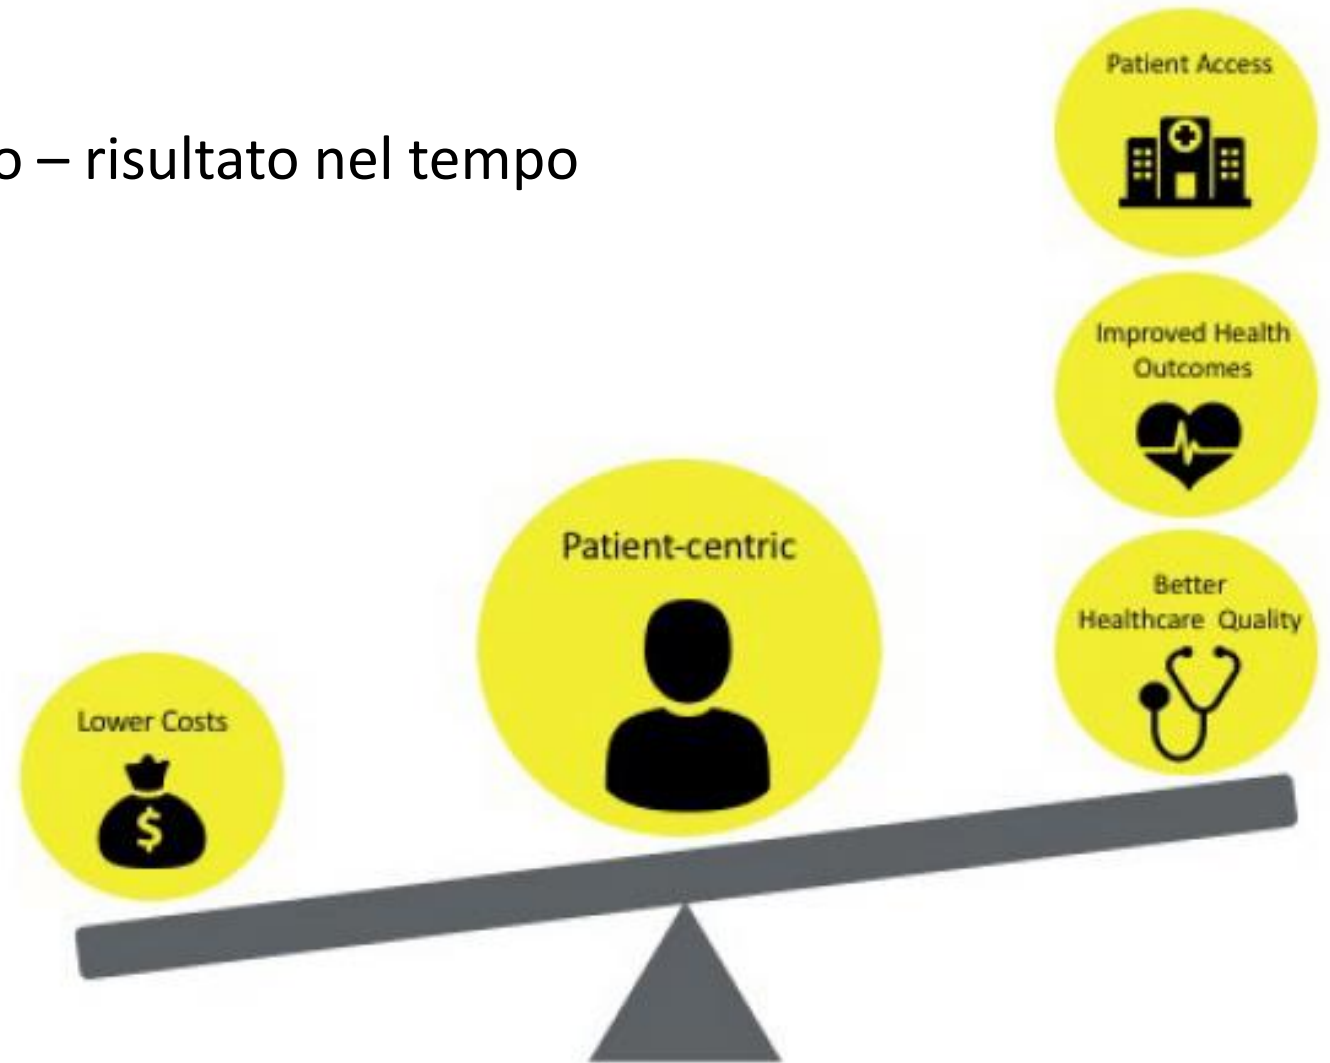 o – risultato nel tempo
Patient Access
Improved Health
Outcomes
Patient-centric
Better
Healthcare Quality
Lower Costs
$